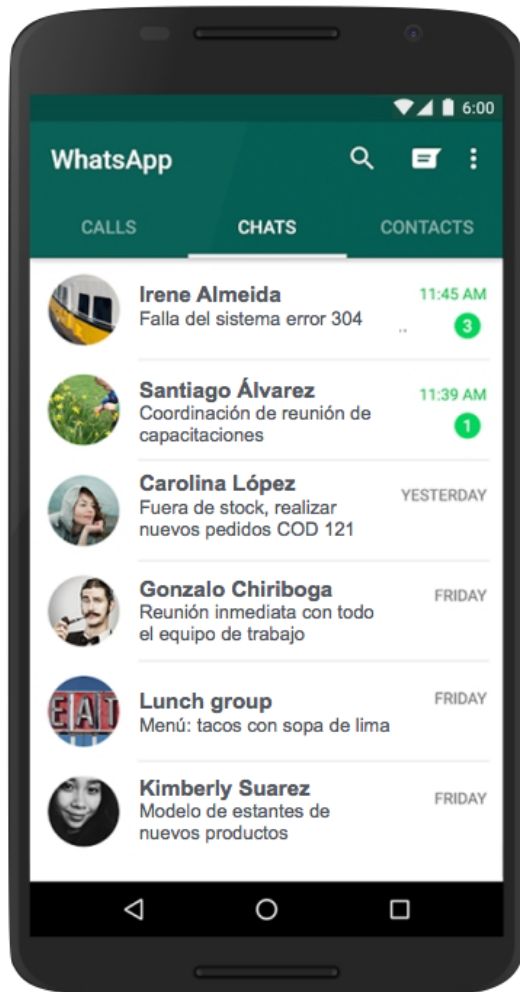 6:00
WhatsApp
CALLS CHATS CONTACTS
Irene Almeida 11:45 AM
Falla del sistema error 304 .. 3
Santiago Álvarez 11:39 AM
Coordinación de reunión de
capacitaciones 1
Carolina López YESTERDAY
Fuera de stock, realizar
nuevos pedidos COD 121
Gonzalo Chiriboga FRIDAY
Reunión inmediata con todo
el equipo de trabajo
EAT
Lunch group FRIDAY
Menú: tacos con sopa de lima
Kimberly Suarez FRIDAY
Modelo de estantes de
nuevos productos